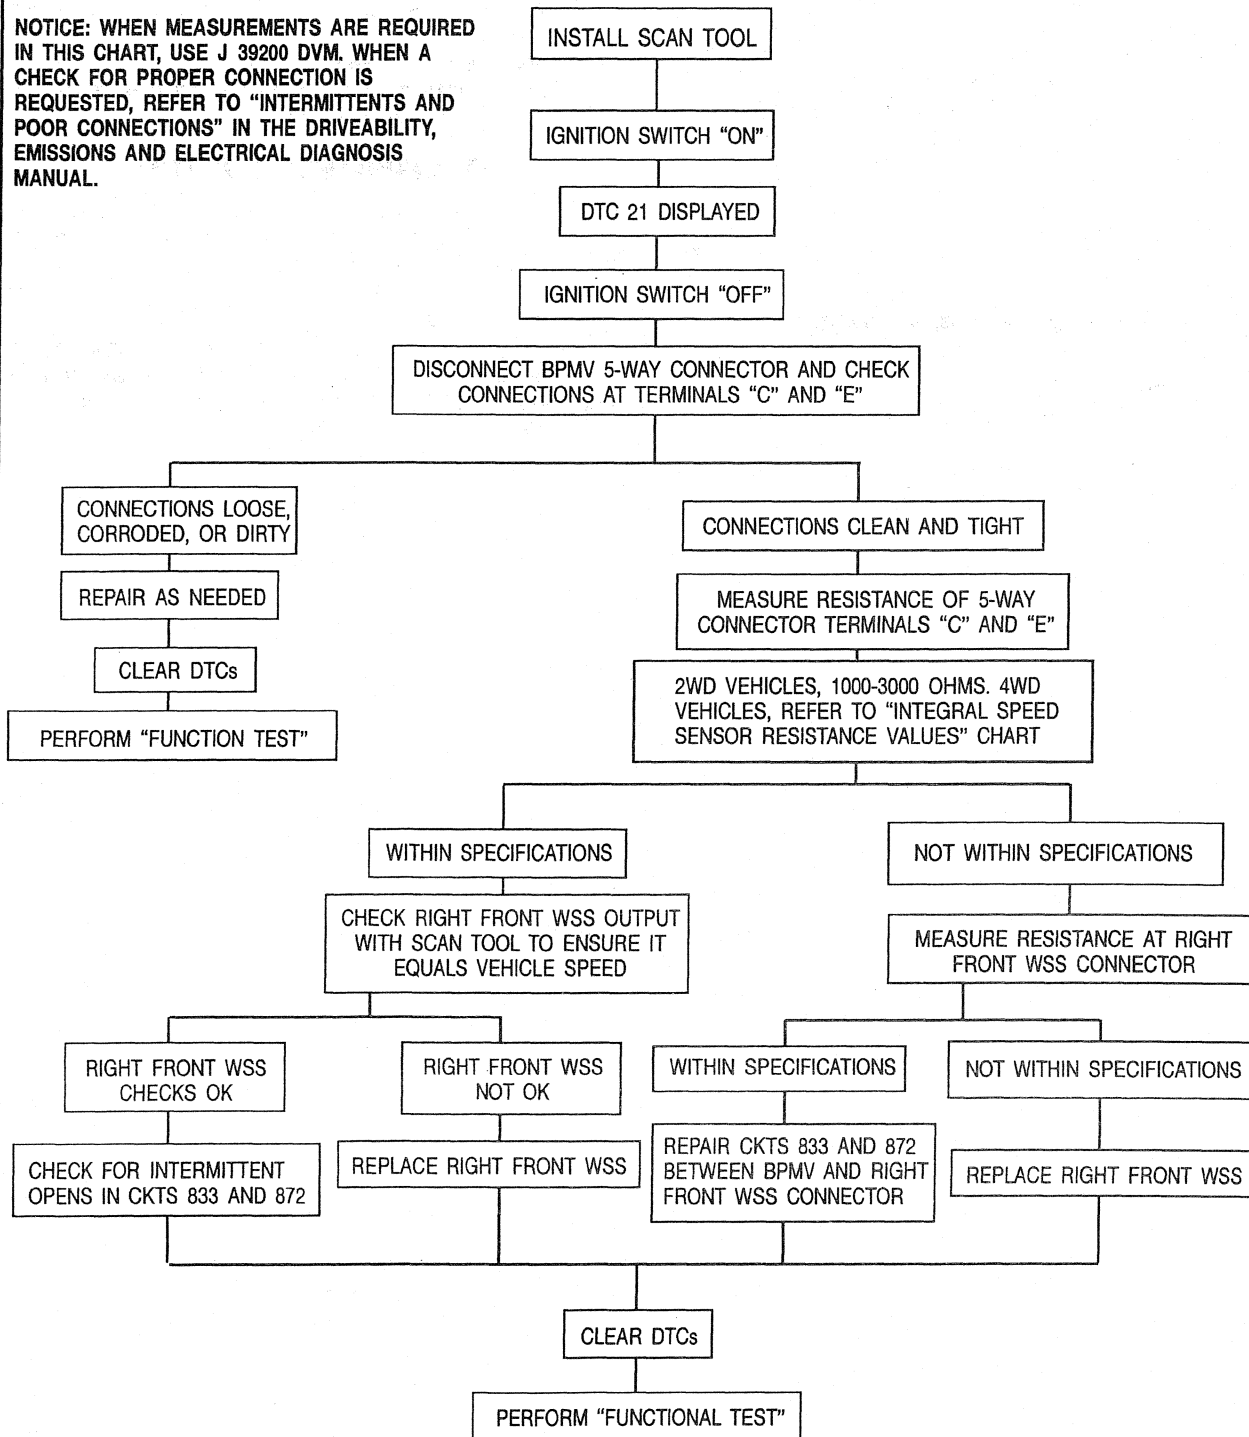 NOTICE: WHEN MEASUREMENTS ARE REQUIRED
IN THIS CHART, USE J 39200 DVM. WHEN A
CHECK FOR PROPER CONNECTION IS
REQUESTED, REFER TO “INTERMITTENTS AND
POOR CONNECTIONS” IN THE DRIVEABILITY,
EMISSIONS AND ELECTRICAL DIAGNOSIS
MANUAL.
INSTALL SCAN TOOL
IGNITION SWITCH “ON”
DTC 21 DISPLAYED
IGNITION SWITCH “OFF”
DISCONNECT BPMV 5-WAY CONNECTOR AND CHECK
CONNECTIONS AT TERMINALS “C” AND “E”
CONNECTIONS LOOSE,
CORRODED, OR DIRTY
REPAIR AS NEEDED
CLEAR DTCs
PERFORM “FUNCTION TEST”
CONNECTIONS CLEAN AND TIGHT
MEASURE RESISTANCE OF 5-WAY
CONNECTOR TERMINALS “C” AND “E”
2WD VEHICLES, 1000-3000 OHMS. 4WD
VEHICLES, REFER TO “INTEGRAL SPEED
SENSOR RESISTANCE VALUES” CHART
WITHIN SPECIFICATIONS
CHECK RIGHT FRONT WSS OUTPUT
WITH SCAN TOOL TO ENSURE IT
EQUALS VEHICLE SPEED
NOT WITHIN SPECIFICATIONS
MEASURE RESISTANCE AT RIGHT
FRONT WSS CONNECTOR
RIGHT FRONT WSS
CHECKS OK
CHECK FOR INTERMITTENT
OPENS IN CKTS 833 AND 872
RIGHT FRONT WSS
NOT OK
REPLACE RIGHT FRONT WSS
WITHIN SPECIFICATIONS
REPAIR CKTS 833 AND 872
BETWEEN BPMV AND RIGHT
FRONT WSS CONNECTOR
NOT WITHIN SPECIFICATIONS
REPLACE RIGHT FRONT WSS
CLEAR DTCs
PERFORM “FUNCTIONAL TEST”